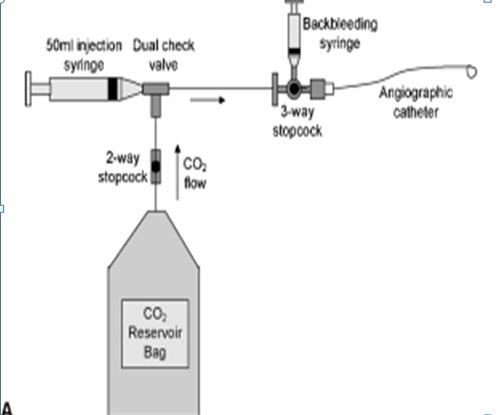 50ml injection
syringe
Dual check
valve
Backbleeding
syringe
3-way
stopcock
Angiographic
catheter
2-way
stopcock
CO₂
flow
CO₂
Reservoir
Bag
A